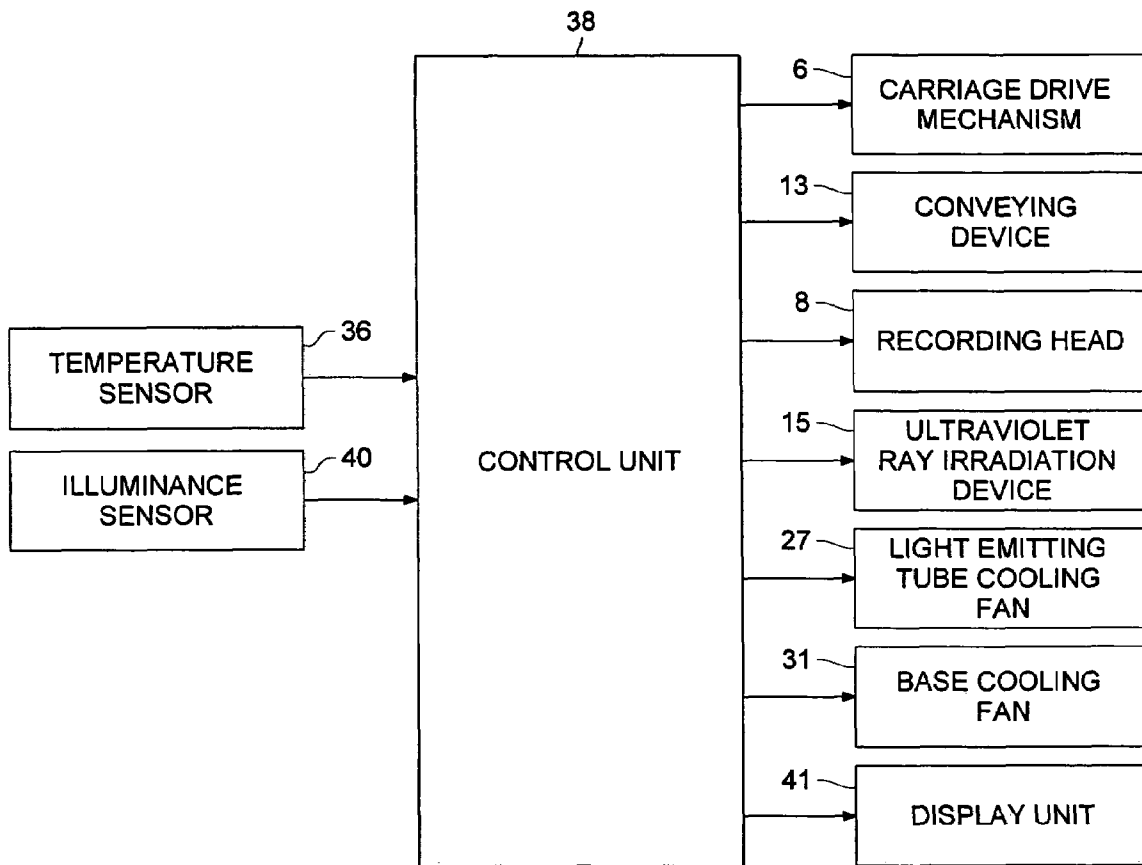 38
6
CARRIAGE DRIVE
MECHANISM
13
CONVEYING
DEVICE
8
RECORDING HEAD
36
TEMPERATURE
SENSOR
15
ULTRAVIOLET
RAY IRRADIATION
DEVICE
40
ILLUMINANCE
SENSOR
CONTROL UNIT
27
LIGHT EMITTING
TUBE COOLING
FAN
31
BASE COOLING
FAN
41
DISPLAY UNIT